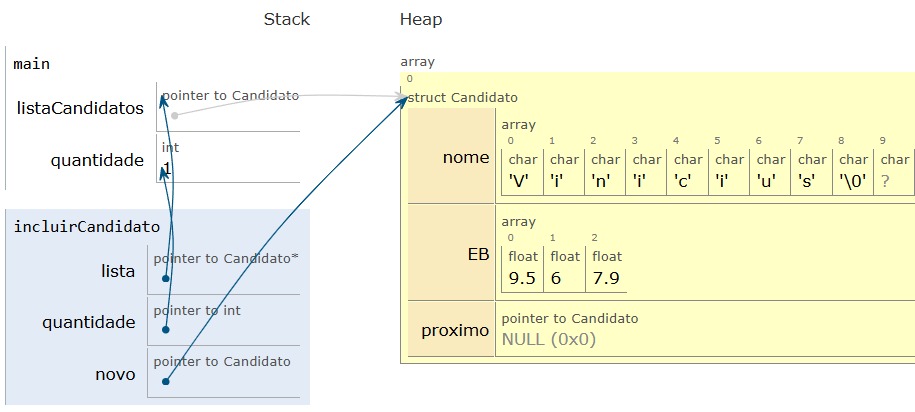 Stack Heap
main
listaCandidatos
pointer to Candidato
quantidade
int
1
incluirCandidato
lista
pointer to Candidato*
quantidade
pointer to int
novo
pointer to Candidato
array
0
struct Candidato
nome
array
0 1 2 3 4 5 6 7 8 9
char char char char char char char char char char
'V' 'i' 'n' 'i' 'c' 'i' 'u' 's' '\0' ?
EB
array
0 1 2
float float float
9.5 6 7.9
proximo
pointer to Candidato
NULL (0x0)